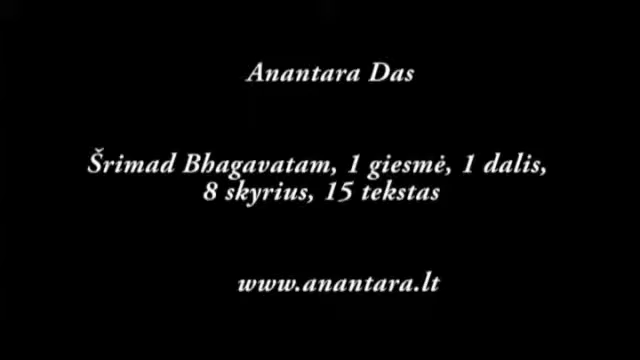 Anantara Das
Šrimad Bhagavatam, 1 giesmė, 1 dalis,
8 skyrius, 15 tekstas
www.anantara.lt